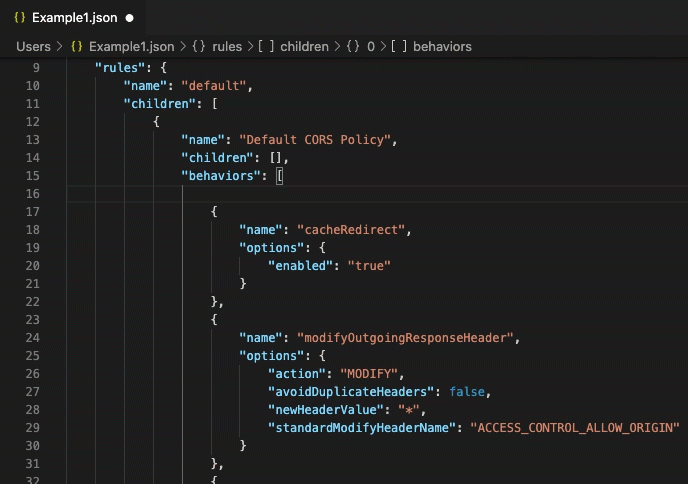 {} Example1.json ●
Users > {} Example1.json > {} rules > [ ] children > {} 0 > [ ] behaviors
9 "rules": {
10 "name": "default",
11 "children": [
12 {
13 "name": "Default CORS Policy",
14 "children": [],
15 "behaviors": [
16
17 {
18 "name": "cacheRedirect",
19 "options": {
20 "enabled": "true"
21 }
22 },
23 {
24 "name": "modifyOutgoingResponseHeader",
25 "options": {
26 "action": "MODIFY",
27 "avoidDuplicateHeaders": false,
28 "newHeaderValue": "*",
29 "standardModifyHeaderName": "ACCESS_CONTROL_ALLOW_ORIGIN"
30 }
31 },
32 {